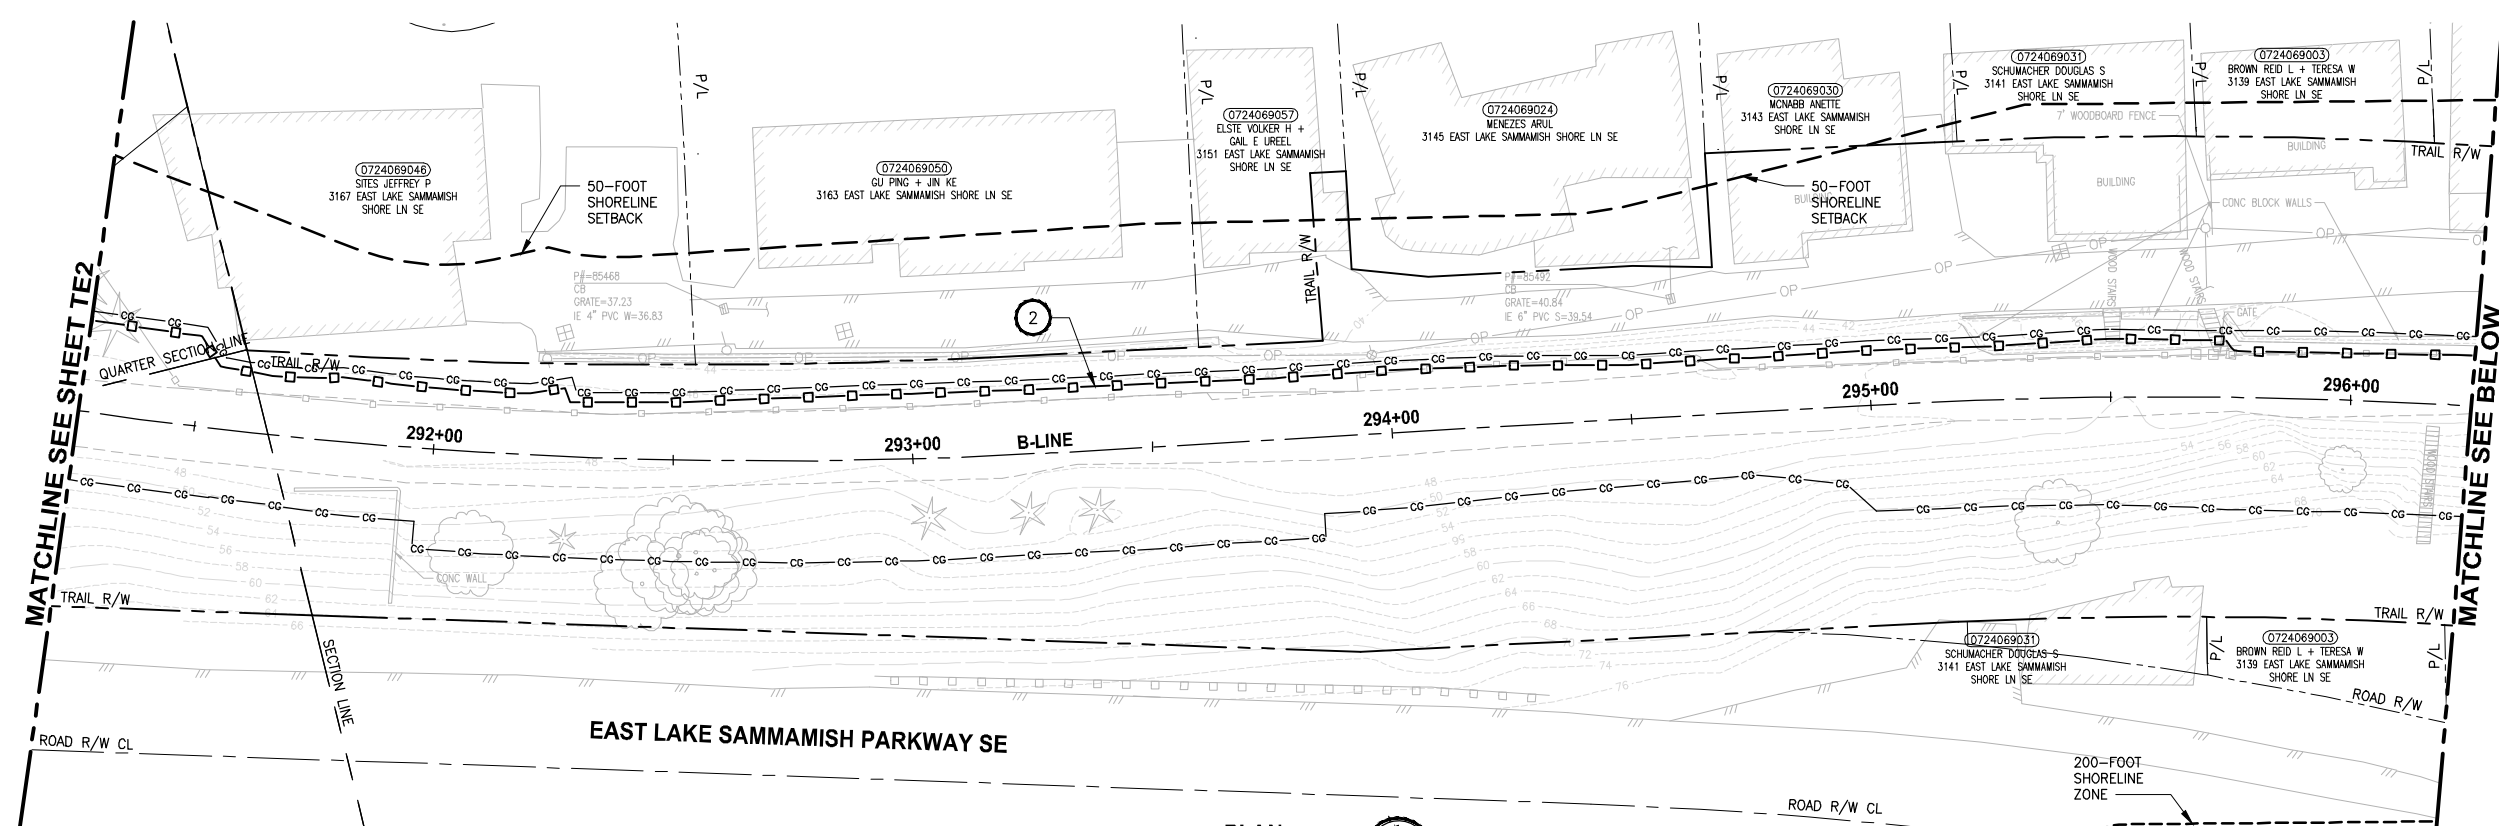 0724069046
SITES JEFFREY P
3167 EAST LAKE SAMMAMISH
SHORE LN SE
50-FOOT
SHORELINE
SETBACK
P/L
0724069050
GU PING + JIN KE
3163 EAST LAKE SAMMAMISH SHORE LN SE
P/L
0724069057
ELSTE VOLKER H +
GAIL E UREEL
3151 EAST LAKE SAMMAMISH
SHORE LN SE
P/L
0724069024
MENEZES ARUL
3145 EAST LAKE SAMMAMISH SHORE LN SE
P/L
0724069030
MCNABB ANETTE
3143 EAST LAKE SAMMAMISH
SHORE LN SE
P/L
0724069031
SCHUMACHER DOUGLAS S
3141 EAST LAKE SAMMAMISH
SHORE LN SE
P/L
0724069003
BROWN REID L + TERESA W
3139 EAST LAKE SAMMAMISH
SHORE LN SE
P/L
7' WOODBOARD FENCE
BUILDING
TRAIL R/W
BUILDING
BUILDING
50-FOOT
SHORELINE
SETBACK
CONC BLOCK WALLS
TRAIL R/W
P#=85468
CB
GRATE=37.23
IE 4" PVC W=36.83
2
P#=85492
CB
GRATE=40.84
IE 6" PVC S=39.54
WOOD STAIRS
WOOD STAIRS
GATE
MATCHLINE SEE SHEET TE2
QUARTER SECTION LINE
TRAIL R/W
292+00
293+00
B-LINE
294+00
295+00
296+00
MATCHLINE SEE BELOW
WOOD STAIRS
CONC WALL
TRAIL R/W
SECTION LINE
TRAIL R/W
0724069031
SCHUMACHER DOUGLAS S
3141 EAST LAKE SAMMAMISH
SHORE LN SE
P/L
0724069003
BROWN REID L + TERESA W
3139 EAST LAKE SAMMAMISH
SHORE LN SE
P/L
ROAD R/W
EAST LAKE SAMMAMISH PARKWAY SE
ROAD R/W CL
ROAD R/W CL
200-FOOT
SHORELINE
ZONE